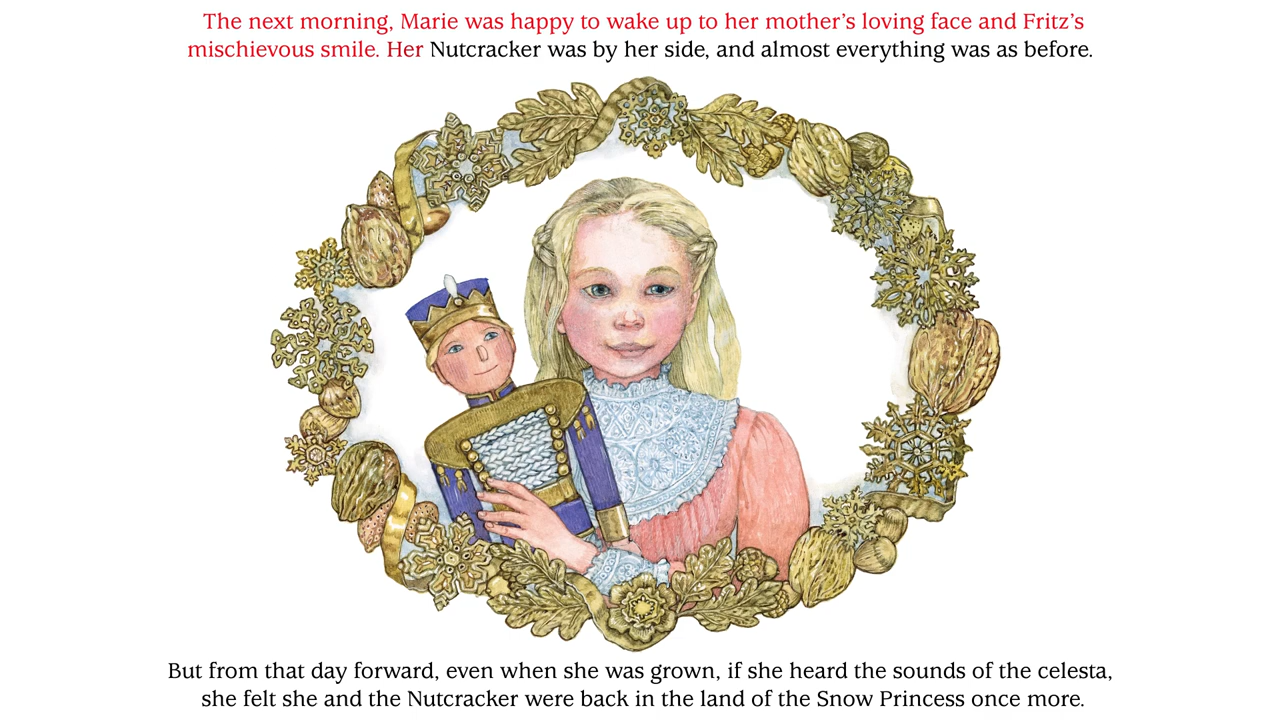 The next morning, Marie was happy to wake up to her mother’s loving face and Fritz’s
mischievous smile. Her Nutcracker was by her side, and almost everything was as before.
But from that day forward, even when she was grown, if she heard the sounds of the celesta,
she felt she and the Nutcracker were back in the land of the Snow Princess once more.